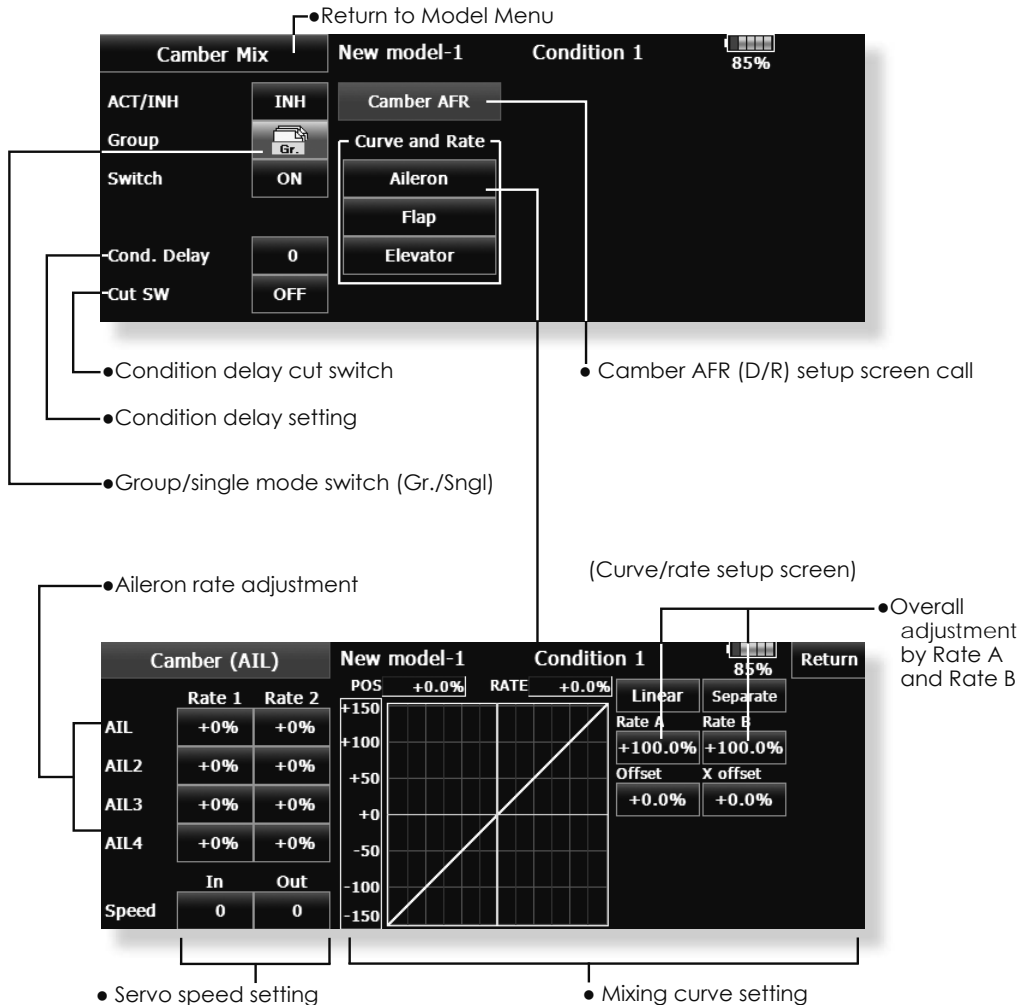 ●Return to Model Menu
Camber Mix
New model-1
Condition 1
85%
ACT/INH
INH
Camber AFR
Group
Gr.
Curve and Rate
Switch
ON
Aileron
Flap
Cond. Delay
0
Elevator
Cut SW
OFF
●Condition delay cut switch
● Camber AFR (D/R) setup screen call
●Condition delay setting
●Group/single mode switch (Gr./Sngl)
(Curve/rate setup screen)
●Aileron rate adjustment
●Overall
adjustment
by Rate A
and Rate B
Camber (AIL)
New model-1
Condition 1
85%
Return
Rate 1 Rate 2
POS +0.0% RATE +0.0%
Linear Separate
AIL +0% +0%
AIL2 +0% +0%
AIL3 +0% +0%
AIL4 +0% +0%
In Out
Speed 0 0
+150
+100
+50
+0
-50
-100
-150
Rate A Rate B
+100.0% +100.0%
Offset X offset
+0.0% +0.0%
● Servo speed setting
● Mixing curve setting